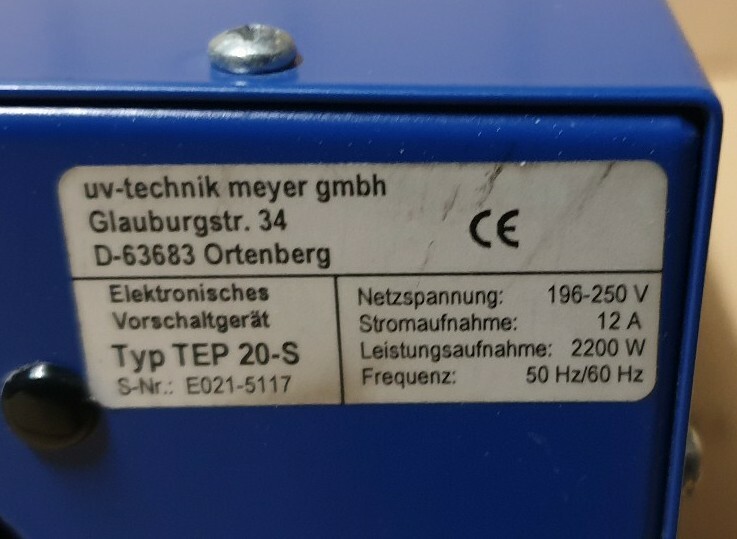 uv-technik meyer gmbh
Glauburgstr. 34
D-63683 Ortenberg
CE
Elektronisches
Vorschaltgerät
Typ TEP 20-S
S-Nr.: E021-5117
Netzspannung: 196-250 V
Stromaufnahme: 12 A
Leistungsaufnahme: 2200 W
Frequenz: 50 Hz/60 Hz